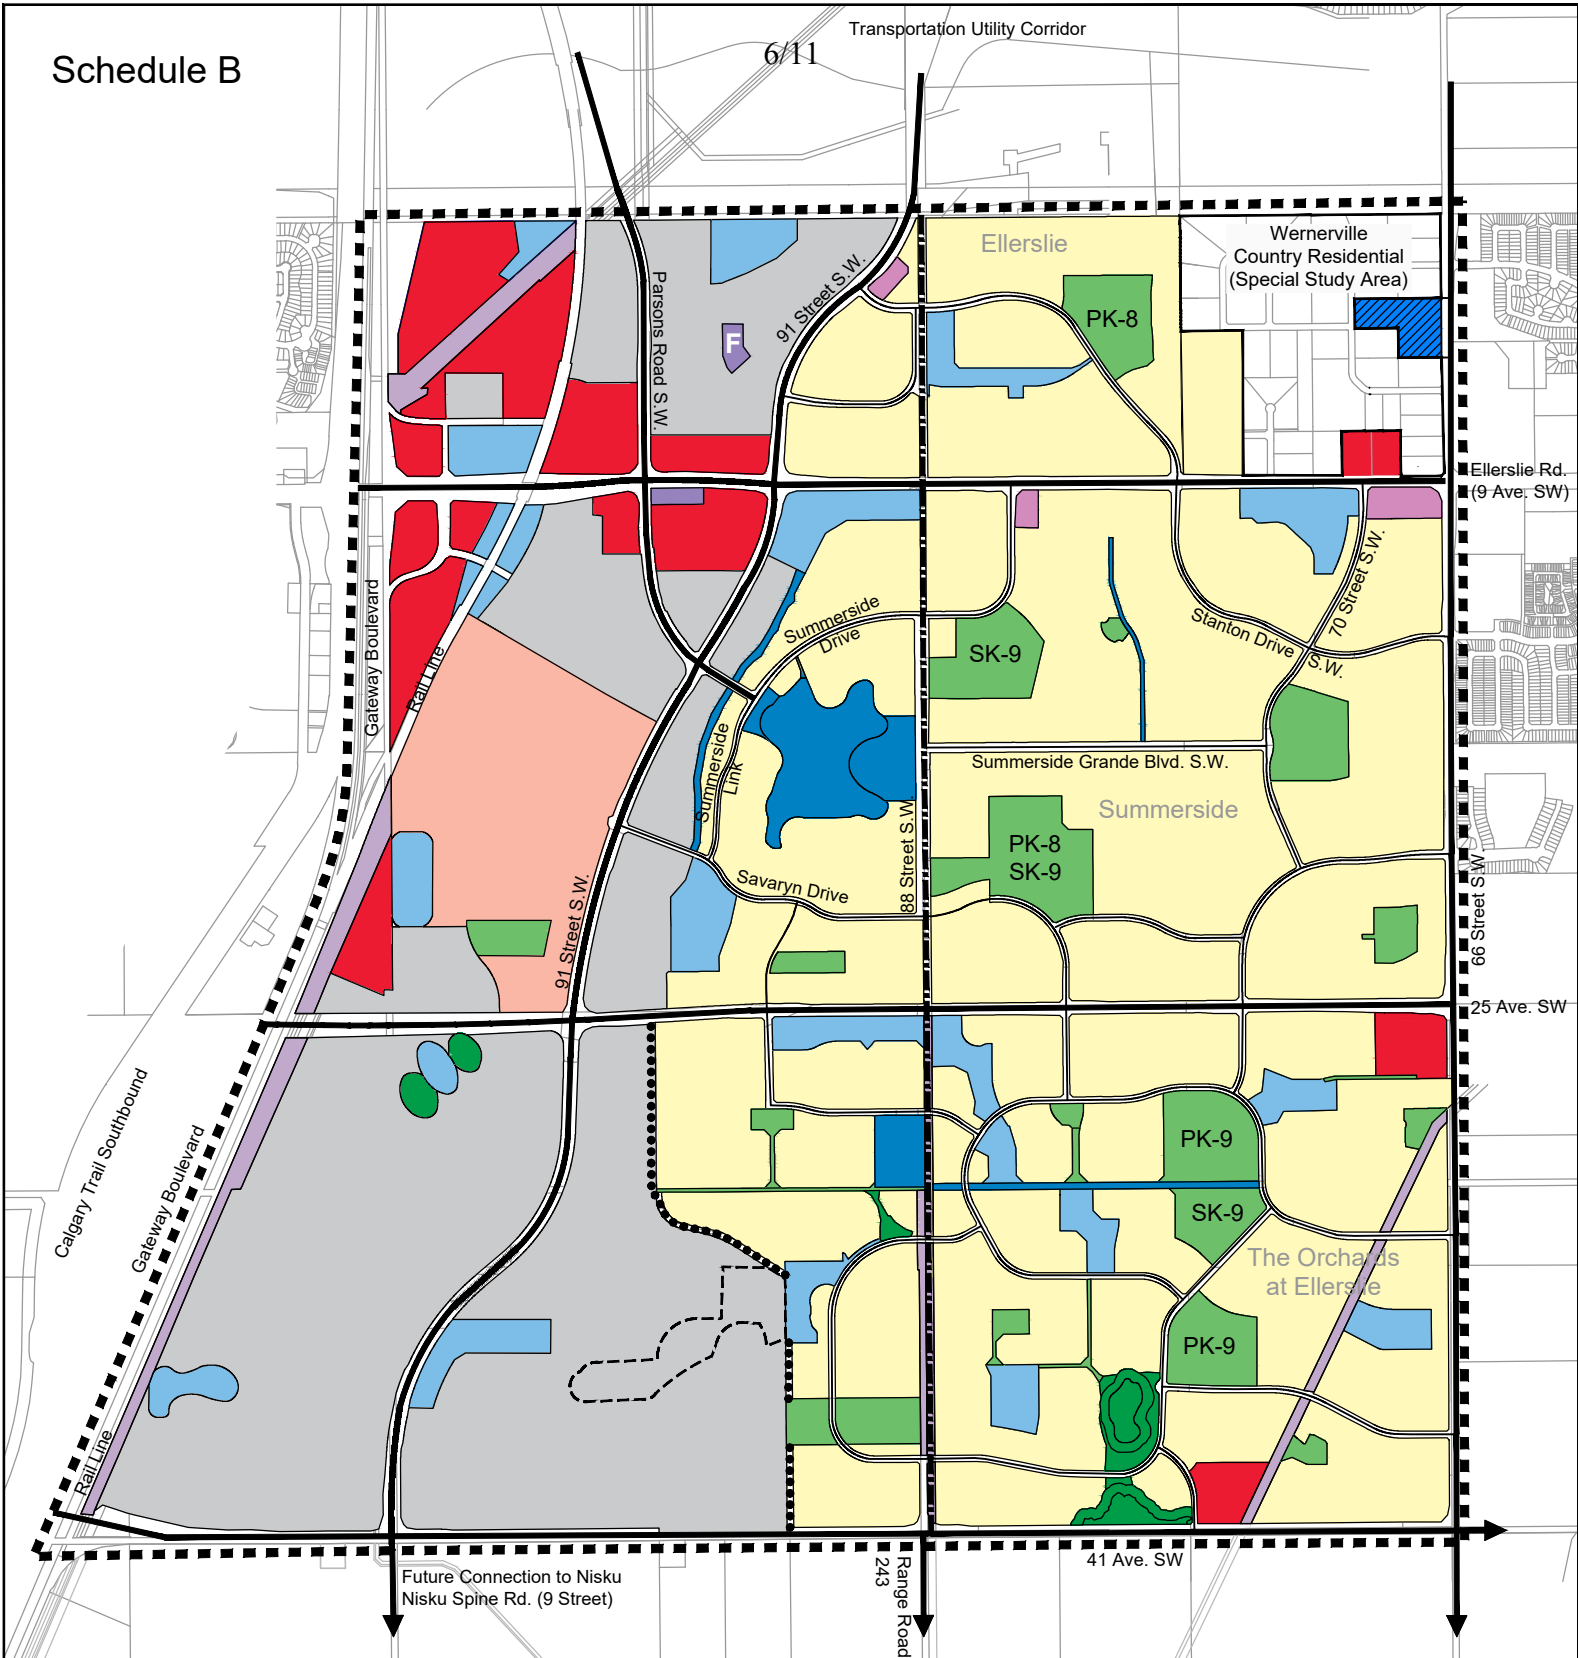 Transportation Utility Corridor
6/11
Schedule B
Ellerslie
Wernerville
Country Residential
(Special Study Area)
Parsons Road S.W.
91 Street S.W.
PK-8
F
Ellerslie Rd.
(9 Ave. SW)
Gateway Boulevard
Rail Line
Summerside
Drive
SK-9
Stanton Drive S.W.
70 Street S.W.
Summerside
Link
Summerside Grande Blvd. S.W.
Summerside
PK-8
SK-9
88 Street S.W.
Savaryn Drive
91 Street S.W.
66 Street S.W.
25 Ave. SW
Calgary Trail Southbound
Gateway Boulevard
PK-9
SK-9
The Orchards
at Ellerslie
PK-9
Rail Line
41 Ave. SW
Future Connection to Nisku
Nisku Spine Rd. (9 Street)
Range Road
243